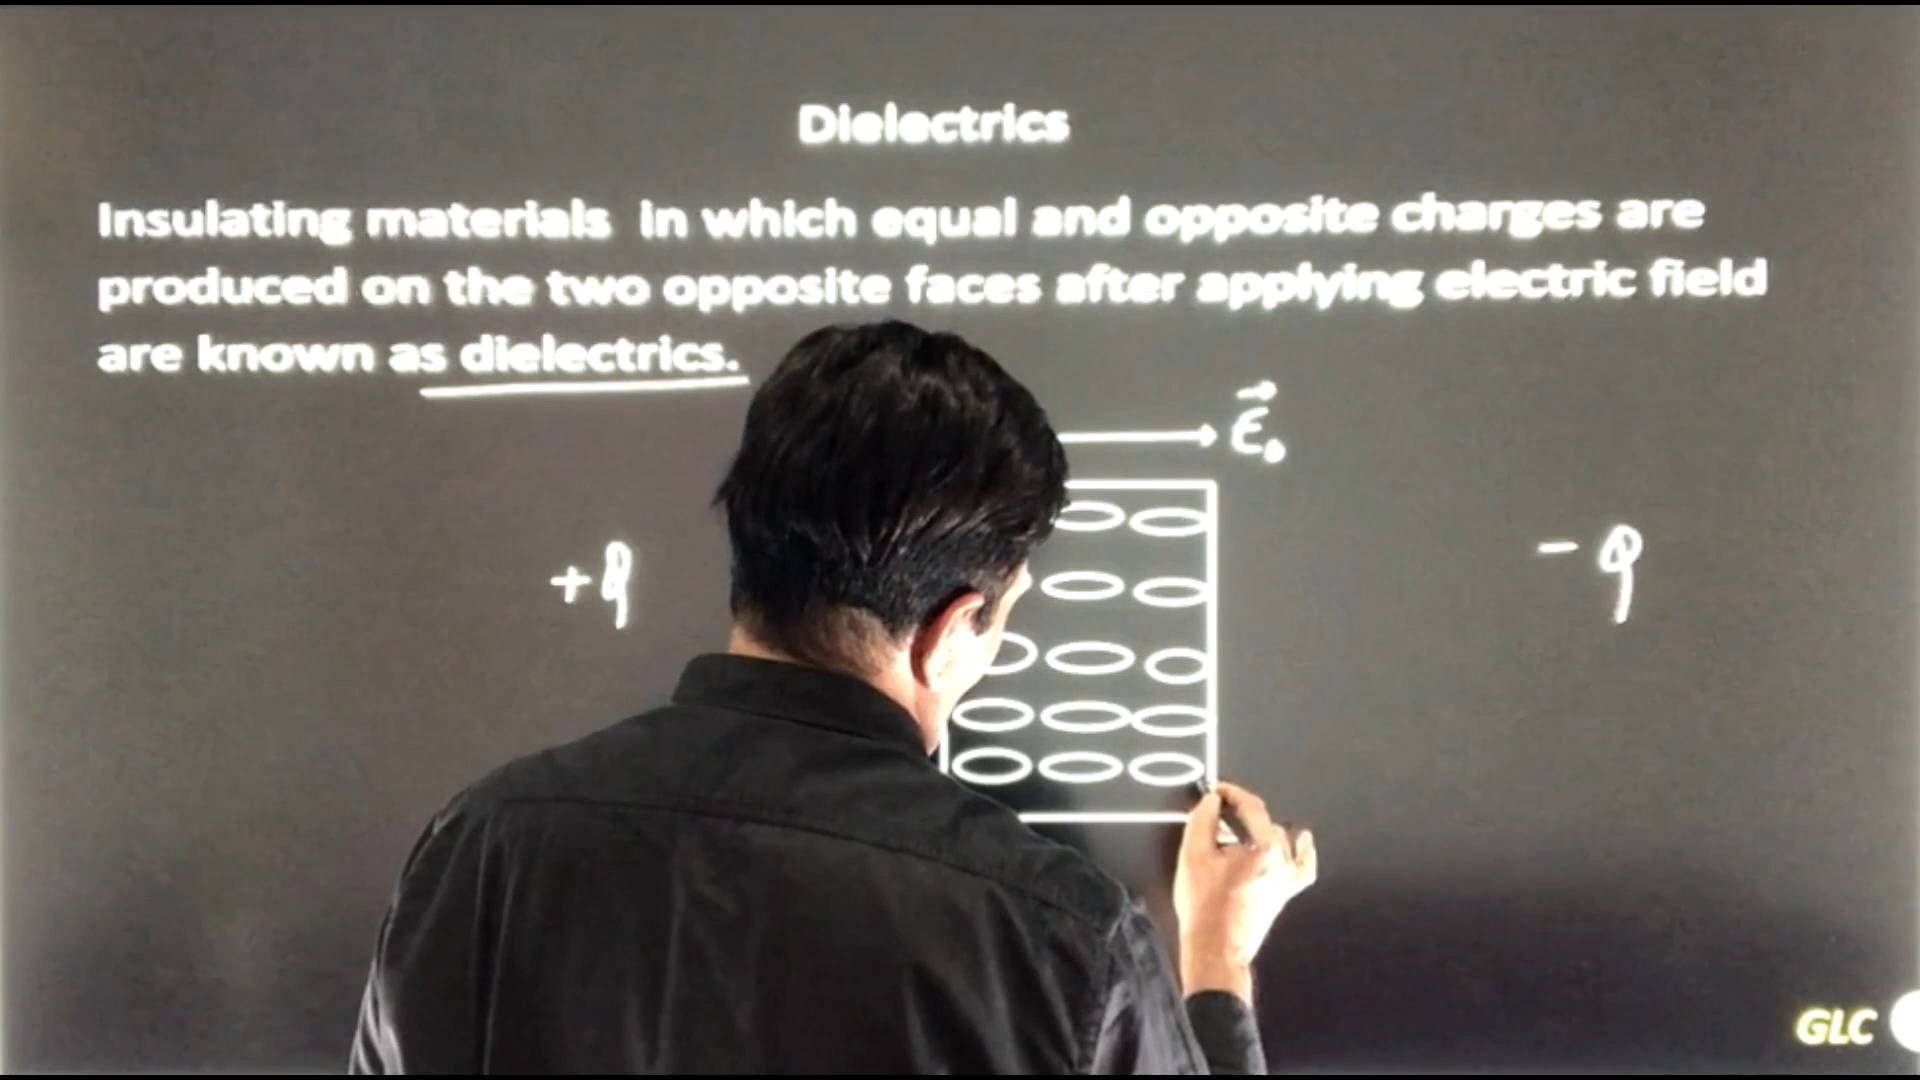 Dielectrics
Insulating materials in which equal and opposite charges are
produced on the two opposite faces after applying electric field
are known as dielectrics.
E⃗₀
+q
- q
GLC